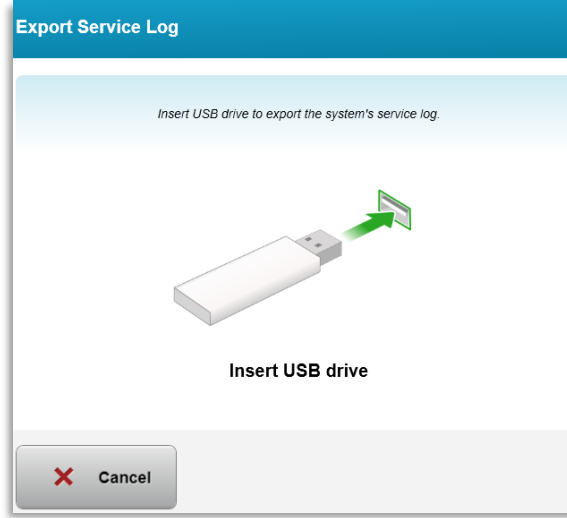 Export Service Log
Insert USB drive to export the system's service log.
Insert USB drive
Cancel